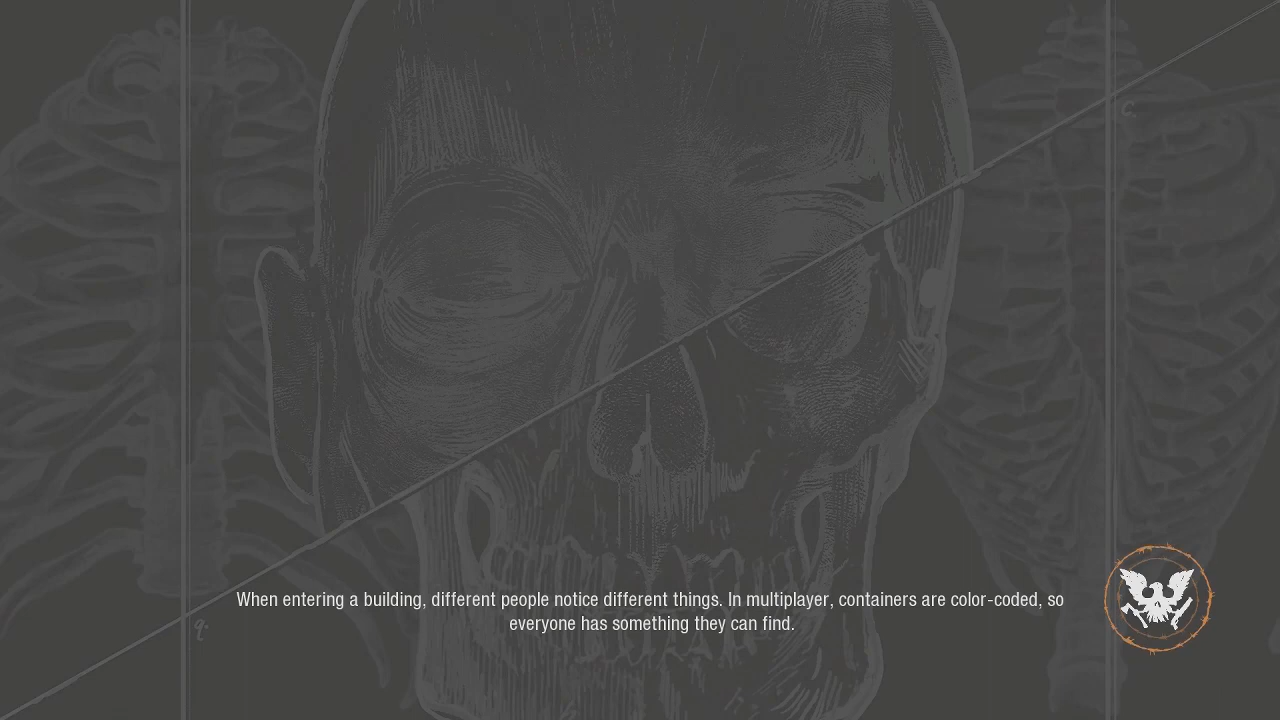 c.
When entering a building, different people notice different things. In multiplayer, containers are color-coded, so
everyone has something they can find.
q.